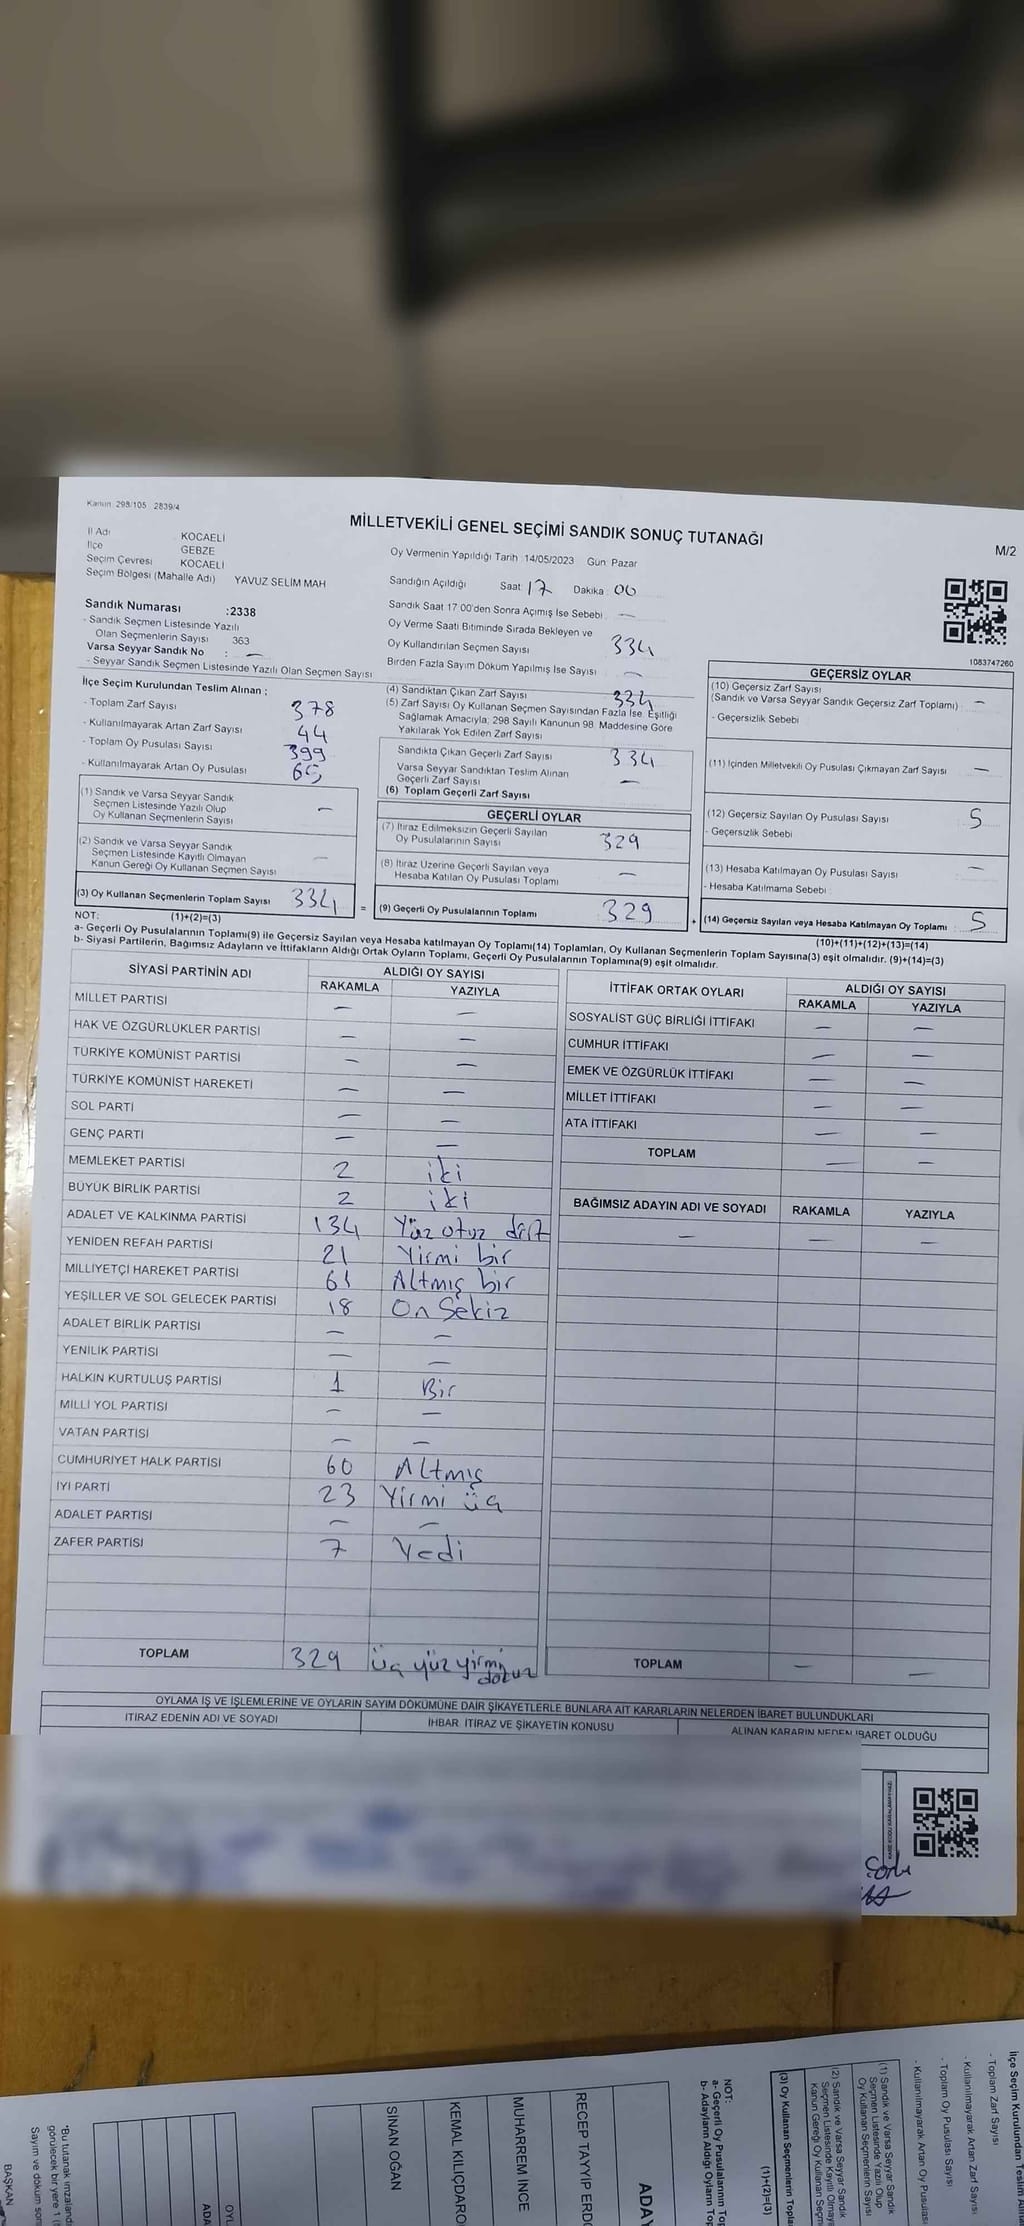 Kanun: 298/105 2839/4
MİLLETVEKİLİ GENEL SEÇİMİ SANDIK SONUÇ TUTANAĞI
M/2
İl Adı KOCAELİ
İlçe GEBZE
Seçim Çevresi KOCAELİ
Seçim Bölgesi (Mahalle Adı) YAVUZ SELİM MAH
Oy Vermenin Yapıldığı Tarih :14/05/2023 Gün: Pazar
Sandığın Açıldığı Saat 17 Dakika: 00
Sandık Saat 17:00'den Sonra Açımış İse Sebebi: —
Oy Verme Saati Bitiminde Sırada Bekleyen ve
Oy Kullandırılan Seçmen Sayısı 334
Birden Fazla Sayım Döküm Yapılmış İse Sayısı —
Sandık Numarası :2338
- Sandık Seçmen Listesinde Yazılı
Olan Seçmenlerin Sayısı 363
Varsa Seyyar Sandık No : —
- Seyyar Sandık Seçmen Listesinde Yazılı Olan Seçmen Sayısı
1083747260
İlçe Seçim Kurulundan Teslim Alınan ;
- Toplam Zarf Sayısı 378
- Kullanılmayarak Artan Zarf Sayısı 44
- Toplam Oy Pusulası Sayısı 399
- Kullanılmayarak Artan Oy Pusulası 65
(1) Sandık ve Varsa Seyyar Sandık
Seçmen Listesinde Yazılı Olup
Oy Kullanan Seçmenlerin Sayısı —
(2) Sandık ve Varsa Seyyar Sandık
Seçmen Listesinde Kayıtlı Olmayan
Kanun Gereği Oy Kullanan Seçmen Sayısı —
(3) Oy Kullanan Seçmenlerin Toplam Sayısı 334 =
(4) Sandıktan Çıkan Zarf Sayısı 334
(5) Zarf Sayısı Oy Kullanan Seçmen Sayısından Fazla İse, Eşitliği
Sağlamak Amacıyla; 298 Sayılı Kanunun 98. Maddesine Göre
Yakılarak Yok Edilen Zarf Sayısı
Sandıkta Çıkan Geçerli Zarf Sayısı 334
Varsa Seyyar Sandıktan Teslim Alınan
Geçerli Zarf Sayısı —
(6) Toplam Geçerli Zarf Sayısı
GEÇERLİ OYLAR
(7) İtiraz Edilmeksizin Geçerli Sayılan
Oy Pusulalarının Sayısı 329
(8) İtiraz Üzerine Geçerli Sayılan veya
Hesaba Katılan Oy Pusulası Toplamı —
(9) Geçerli Oy Pusulalarının Toplamı 329 +
GEÇERSİZ OYLAR
(10) Geçersiz Zarf Sayısı
(Sandık ve Varsa Seyyar Sandık Geçersiz Zarf Toplamı) —
- Geçersizlik Sebebi
(11) İçinden Milletvekili Oy Pusulası Çıkmayan Zarf Sayısı —
(12) Geçersiz Sayılan Oy Pusulası Sayısı 5
- Geçersizlik Sebebi
(13) Hesaba Katılmayan Oy Pusulası Sayısı —
- Hesaba Katılmama Sebebi :
(14) Geçersiz Sayılan veya Hesaba Katılmayan Oy Toplamı : 5
NOT: (1)+(2)=(3) (10)+(11)+(12)+(13)=(14)
a- Geçerli Oy Pusulalarının Toplamı(9) ile Geçersiz Sayılan veya Hesaba katılmayan Oy Toplamı(14) Toplamları, Oy Kullanan Seçmenlerin Toplam Sayısına(3) eşit olmalıdır. (9)+(14)=(3)
b- Siyasi Partilerin, Bağımsız Adayların ve İttifakların Aldığı Ortak Oyların Toplamı, Geçerli Oy Pusulalarının Toplamına(9) eşit olmalıdır.
SİYASİ PARTİNİN ADI ALDIĞI OY SAYISI
RAKAMLA YAZIYLA
MİLLET PARTİSİ — —
HAK VE ÖZGÜRLÜKLER PARTİSİ — —
TÜRKİYE KOMÜNİST PARTİSİ — —
TÜRKİYE KOMÜNİST HAREKETİ — —
SOL PARTİ — —
GENÇ PARTİ — —
MEMLEKET PARTİSİ 2 iki
BÜYÜK BİRLİK PARTİSİ 2 iki
ADALET VE KALKINMA PARTİSİ 134 Yüz otuz dört
YENİDEN REFAH PARTİSİ 21 Yirmi bir
MİLLİYETÇİ HAREKET PARTİSİ 61 Altmış bir
YEŞİLLER VE SOL GELECEK PARTİSİ 18 On Sekiz
ADALET BİRLİK PARTİSİ — —
YENİLİK PARTİSİ — —
HALKIN KURTULUŞ PARTİSİ 1 Bir
MİLLİ YOL PARTİSİ — —
VATAN PARTİSİ — —
CUMHURİYET HALK PARTİSİ 60 Altmış
İYİ PARTİ 23 Yirmi üç
ADALET PARTİSİ — —
ZAFER PARTİSİ 7 Yedi
TOPLAM 329 üç yüz yirmi dokuz
İTTİFAK ORTAK OYLARI ALDIĞI OY SAYISI
RAKAMLA YAZIYLA
SOSYALİST GÜÇ BİRLİĞİ İTTİFAKI — —
CUMHUR İTTİFAKI — —
EMEK VE ÖZGÜRLÜK İTTİFAKI — —
MİLLET İTTİFAKI — —
ATA İTTİFAKI — —
TOPLAM — —
BAĞIMSIZ ADAYIN ADI VE SOYADI RAKAMLA YAZIYLA
— — —
TOPLAM — —
OYLAMA İŞ VE İŞLEMLERİNE VE OYLARIN SAYIM DÖKÜMÜNE DAİR ŞİKAYETLERLE BUNLARA AİT KARARLARIN NELERDEN İBARET BULUNDUKLARI
İTİRAZ EDENİN ADI VE SOYADI İHBAR, İTİRAZ VE ŞİKAYETİN KONUSU ALINAN KARARIN NEDEN İBARET OLDUĞU
İlçe Seçim Kurulundan Teslim
- Toplam Zarf Sayısı
- Kullanılmayarak Artan Zarf Sayısı
- Toplam Oy Pusulası Sayısı
- Kullanılmayarak Artan Oy Pusulası
(1) Sandık ve Varsa Seyyar Sandık
Seçmen Listesinde Yazılı Olup
Oy Kullanan Seçmenlerin Sayısı
(2) Sandık ve Varsa Seyyar Sandık
Seçmen Listesinde Kayıtlı Olmay
Kanun Gereği Oy Kullanan Seçm
(3) Oy Kullanan Seçmenlerin Topla
(1)+(2)=(3)
NOT:
a- Geçerli Oy Pusulalarının Top
b- Adayların Aldığı Oyların Top
ADAY
RECEP TAYYİP ERD
MUHARREM İNCE
KEMAL KILIÇDARO
SİNAN OĞAN
OYL
ADA
"Bu tutanak imzaland
görülecek bir yere 1 (
Sayım ve döküm son
BAŞKAN